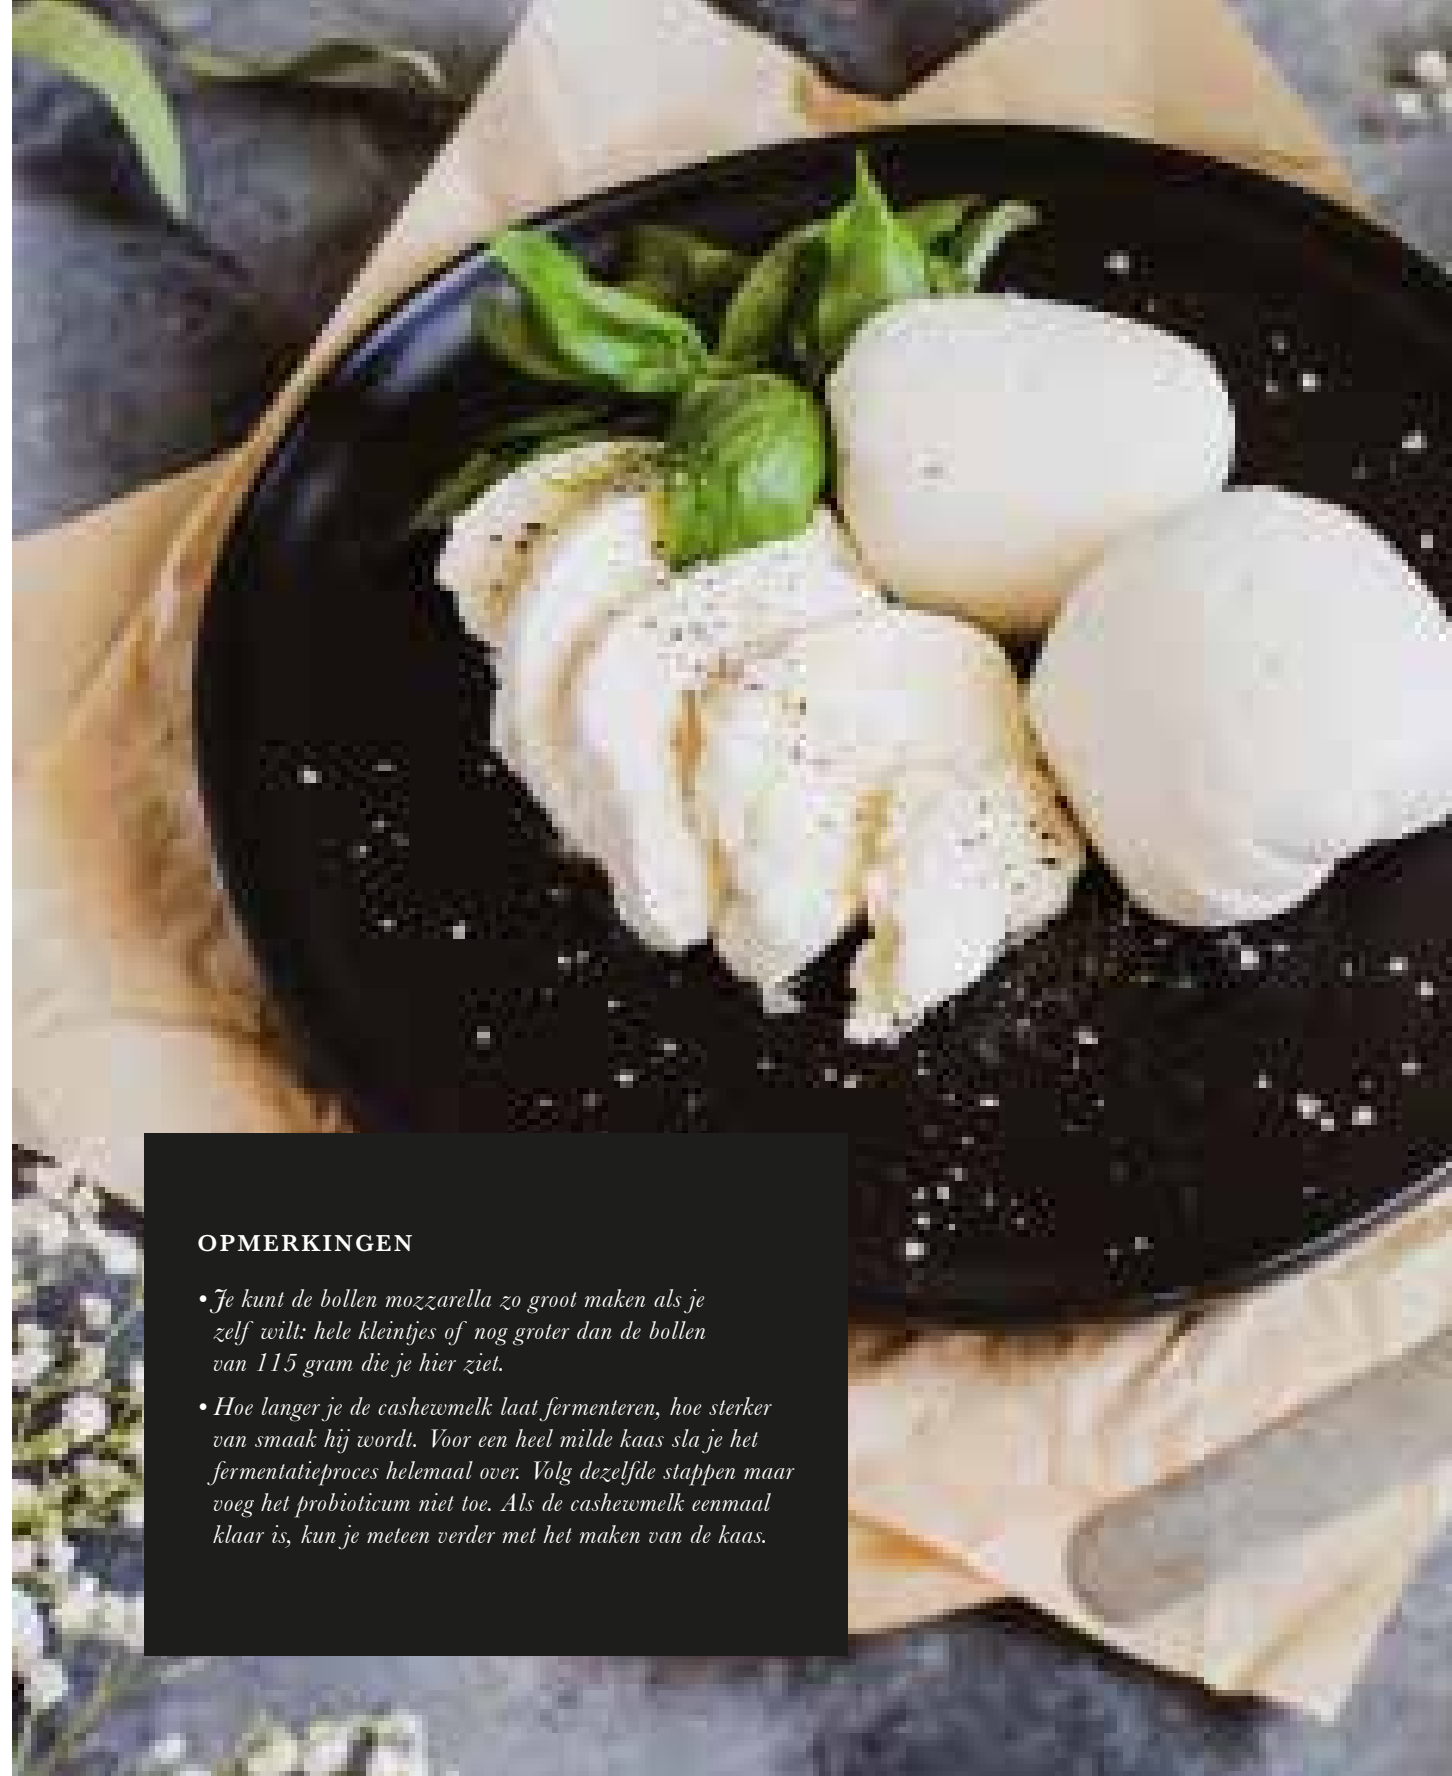 OPMERKINGEN
• Je kunt de bollen mozzarella zo groot maken als je
zelf wilt: hele kleintjes of nog groter dan de bollen
van 115 gram die je hier ziet.
• Hoe langer je de cashewmelk laat fermenteren, hoe sterker
van smaak hij wordt. Voor een heel milde kaas sla je het
fermentatieproces helemaal over. Volg dezelfde stappen maar
voeg het probioticum niet toe. Als de cashewmelk eenmaal
klaar is, kun je meteen verder met het maken van de kaas.